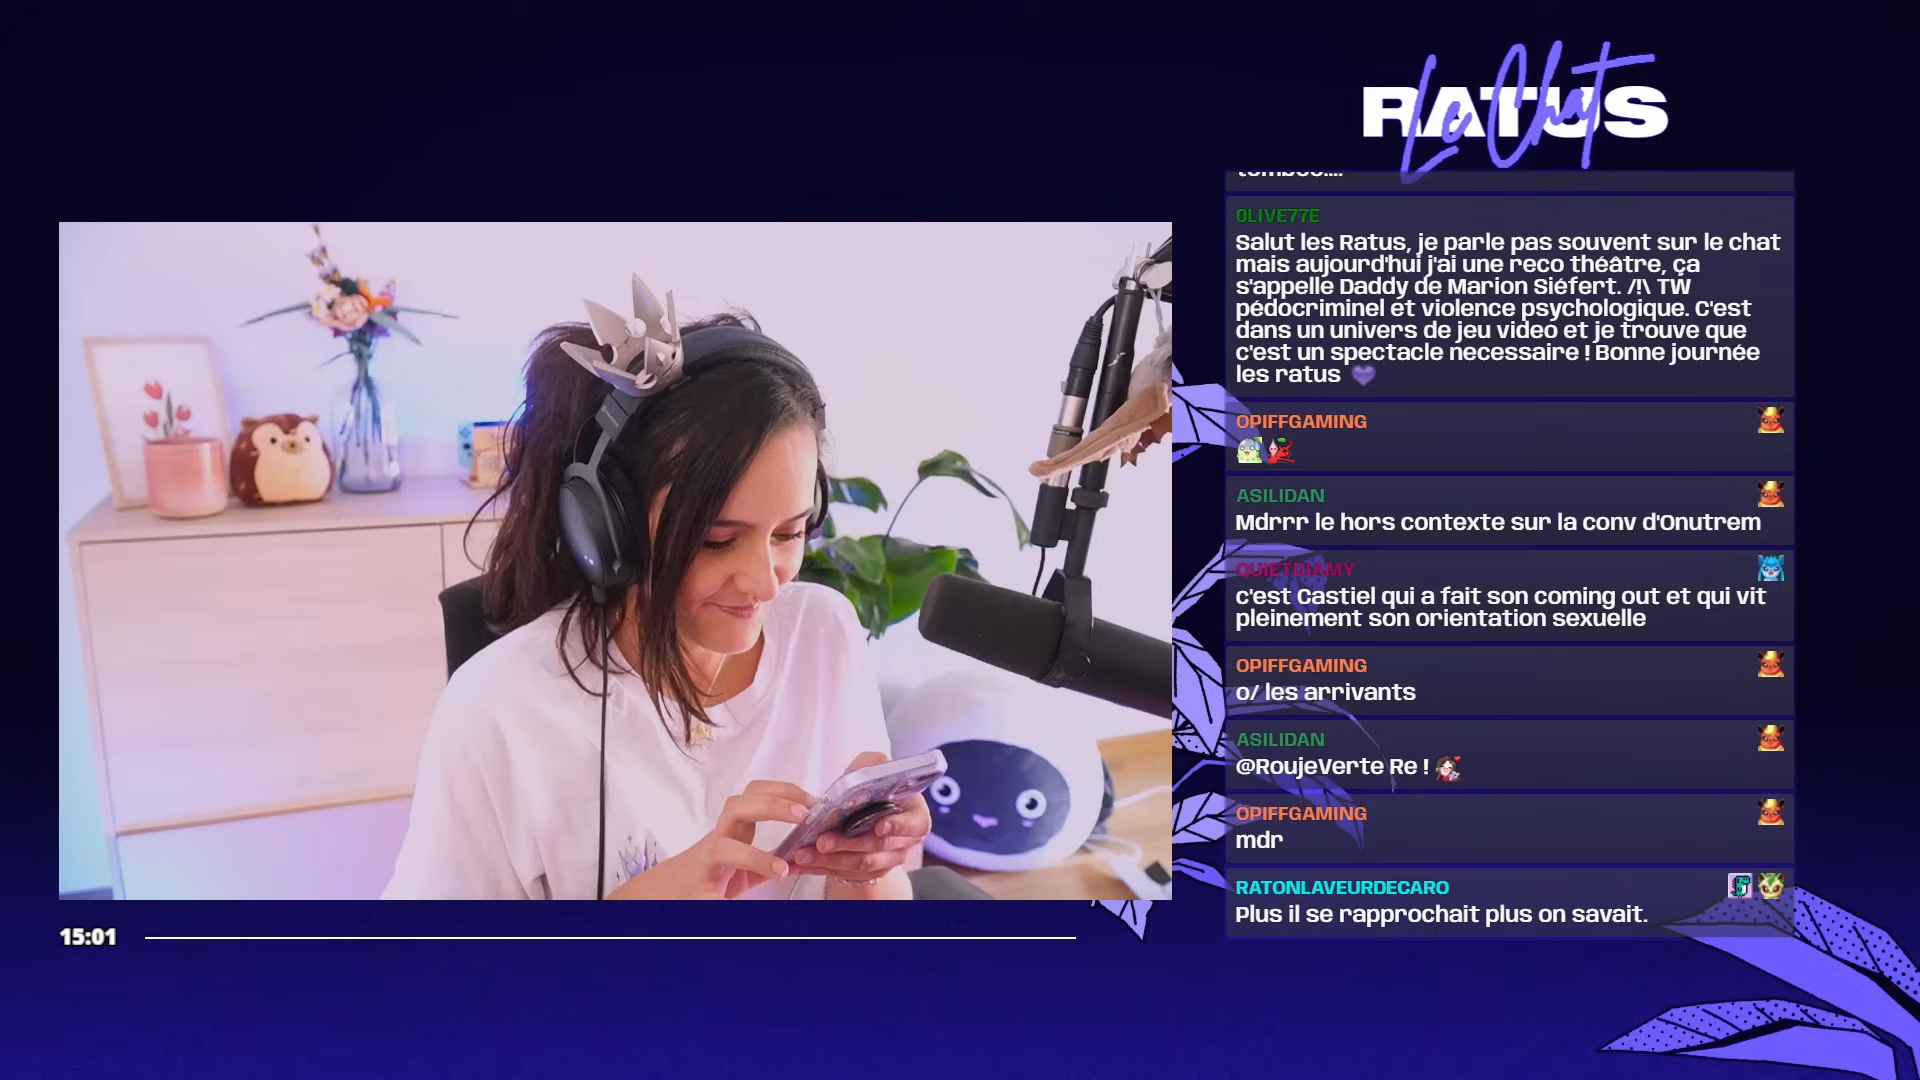 RATUS
Le Chat
0LIVE77E
Salut les Ratus, je parle pas souvent sur le chat
mais aujourd'hui j'ai une reco théâtre, ça
s'appelle Daddy de Marion Siéfert. /!\ TW
pédocriminel et violence psychologique. C'est
dans un univers de jeu video et je trouve que
c'est un spectacle necessaire ! Bonne journée
les ratus
OPIFFGAMING
ASILIDAN
Mdrrr le hors contexte sur la conv d'Onutrem
QUIETDIAMY
c'est Castiel qui a fait son coming out et qui vit
pleinement son orientation sexuelle
OPIFFGAMING
o/ les arrivants
ASILIDAN
@RoujeVerte Re !
OPIFFGAMING
mdr
RATONLAVEURDECARO
Plus il se rapprochait plus on savait.
15:01